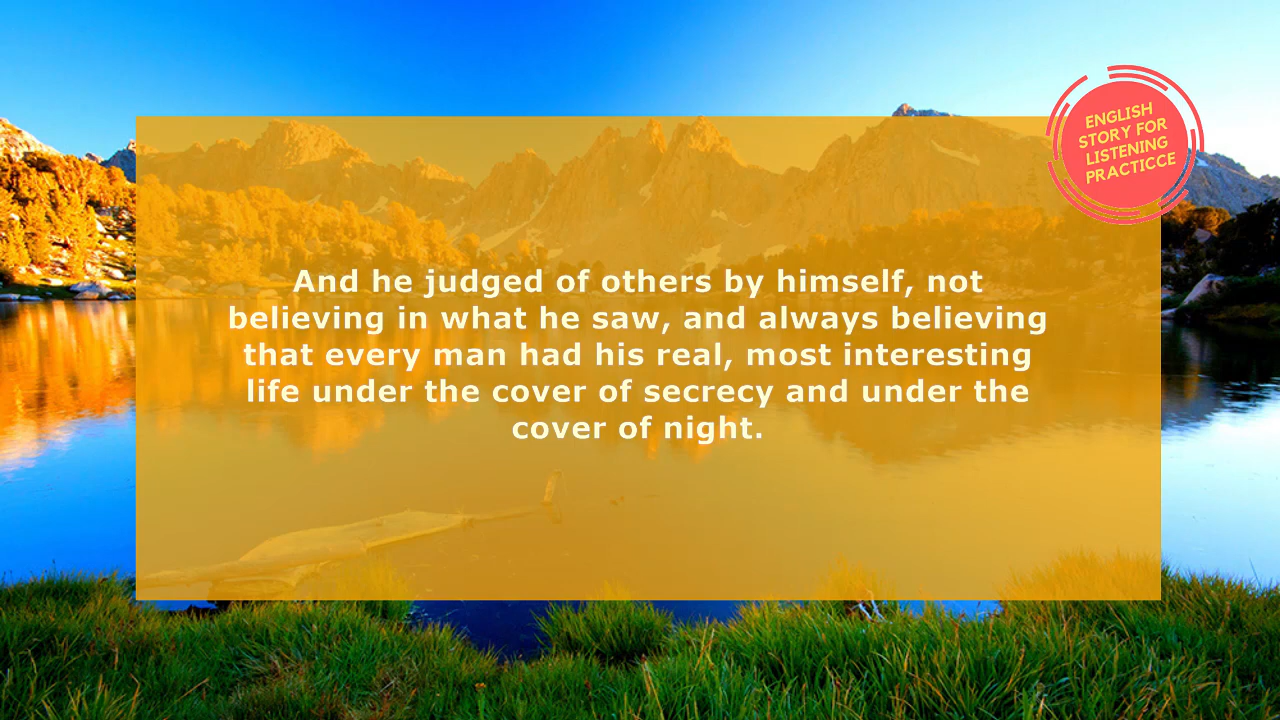 ENGLISH
STORY FOR
LISTENING
PRACTICCE
And he judged of others by himself, not
believing in what he saw, and always believing
that every man had his real, most interesting
life under the cover of secrecy and under the
cover of night.